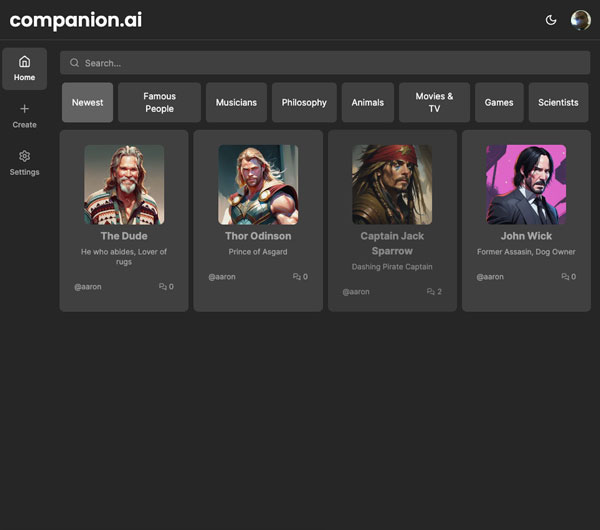 companion.ai
Home
Create
Settings
Search...
Newest
Famous
People
Musicians
Philosophy
Animals
Movies &
TV
Games
Scientists
The Dude
He who abides, Lover of
rugs
@aaron 0
Thor Odinson
Prince of Asgard
@aaron 0
Captain Jack
Sparrow
Dashing Pirate Captain
@aaron 2
John Wick
Former Assasin, Dog Owner
@aaron 0